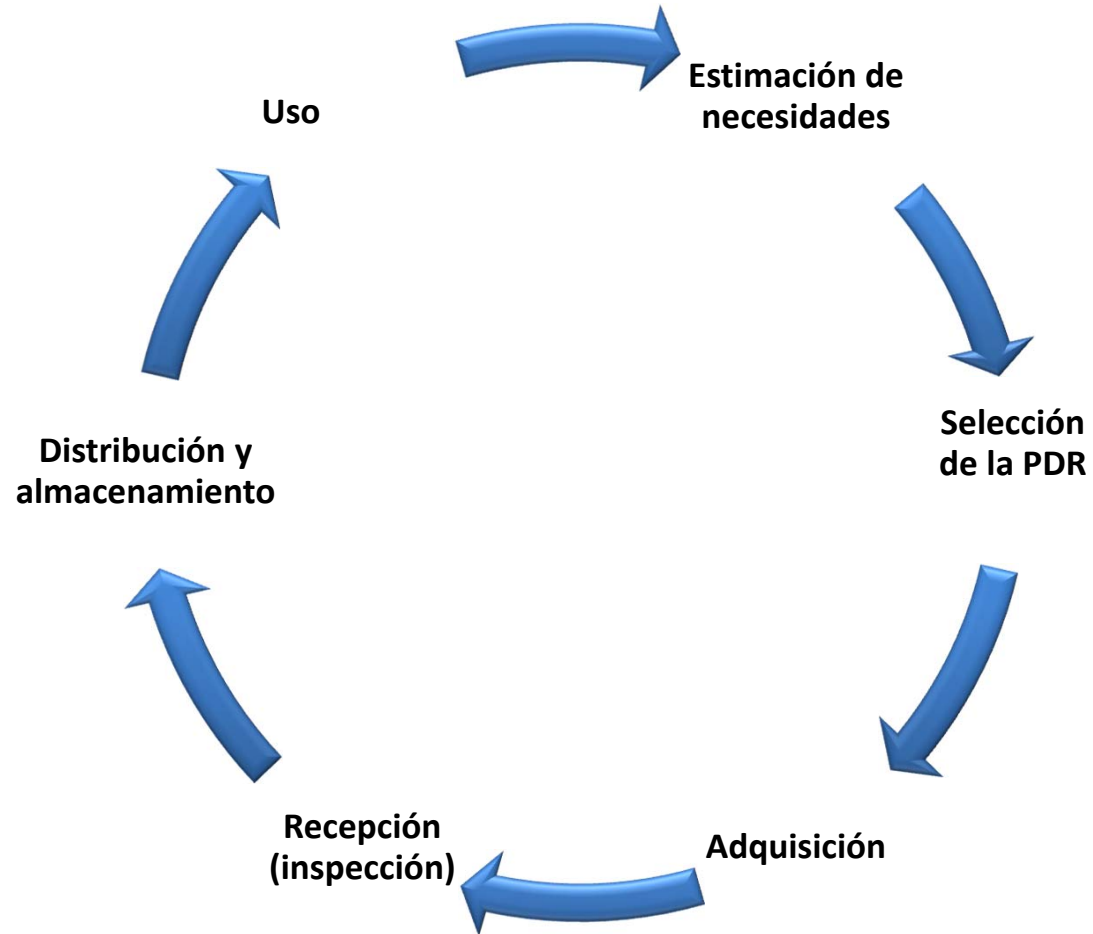 Estimación de
necesidades
Selección
de la PDR
Adquisición
Recepción
(inspección)
Distribución y
almacenamiento
Uso